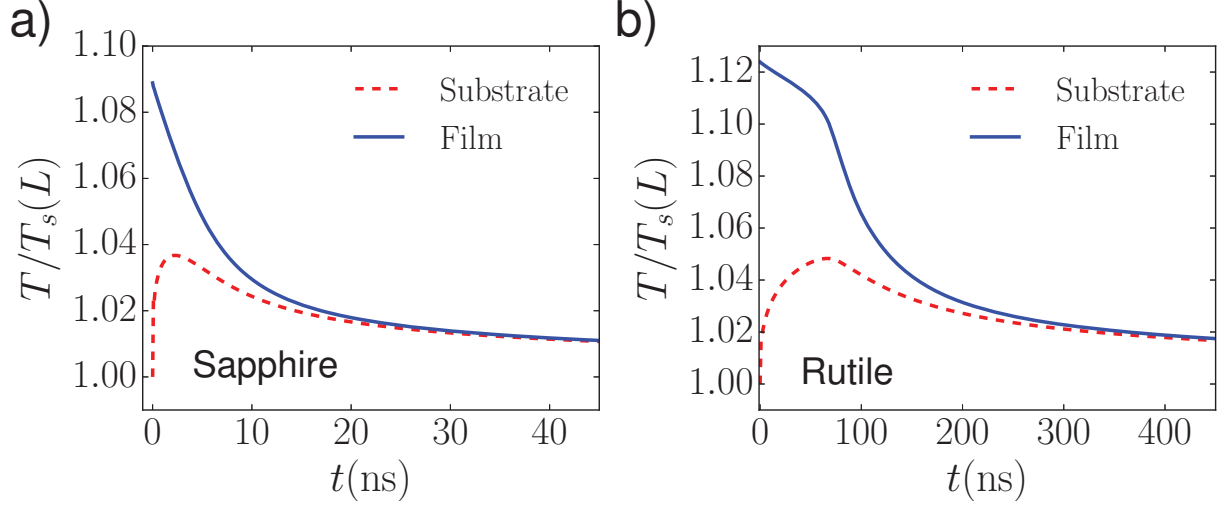 a)
1.10
1.08
1.06
1.04
1.02
1.00
T/T_s(L)
Substrate
Film
Sapphire
0 10 20 30 40
t(ns)
b)
1.12
1.10
1.08
1.06
1.04
1.02
1.00
T/T_s(L)
Substrate
Film
Rutile
0 100 200 300 400
t(ns)